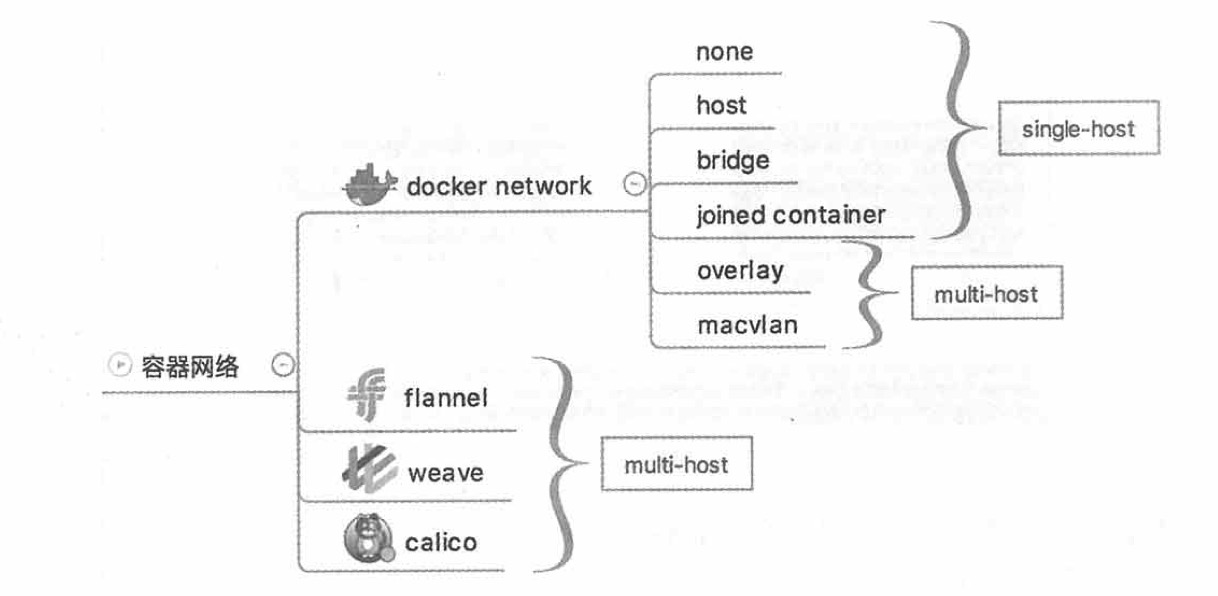 容器网络
docker network
none
host
bridge
joined container
single-host
overlay
macvlan
multi-host
flannel
weave
calico
multi-host